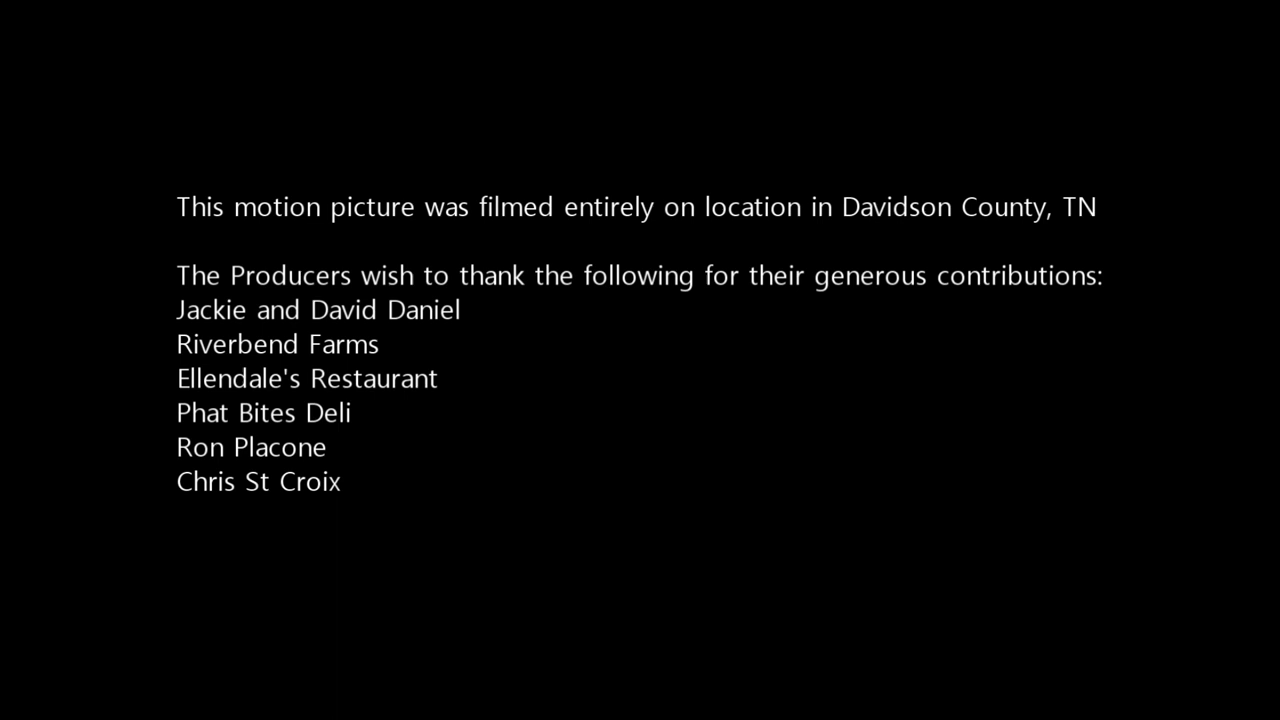 This motion picture was filmed entirely on location in Davidson County, TN
The Producers wish to thank the following for their generous contributions:
Jackie and David Daniel
Riverbend Farms
Ellendale's Restaurant
Phat Bites Deli
Ron Placone
Chris St Croix